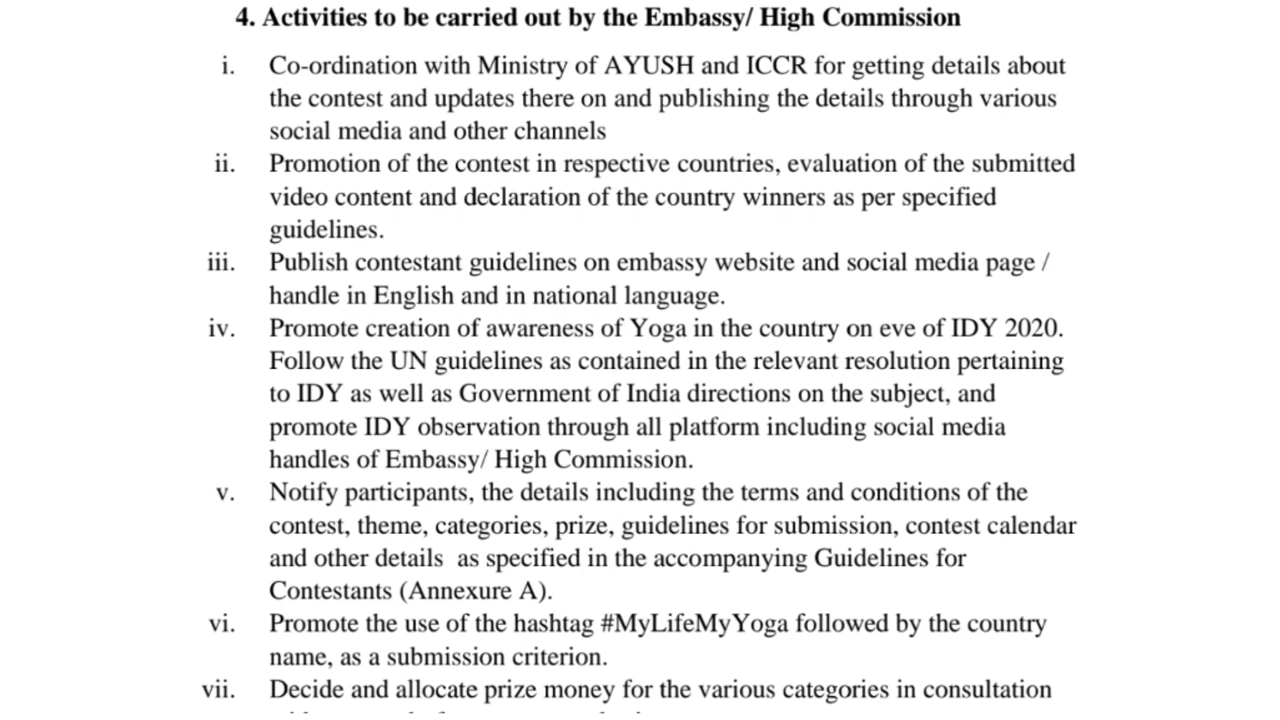 4. Activities to be carried out by the Embassy/ High Commission
i. Co-ordination with Ministry of AYUSH and ICCR for getting details about
the contest and updates there on and publishing the details through various
social media and other channels
ii. Promotion of the contest in respective countries, evaluation of the submitted
video content and declaration of the country winners as per specified
guidelines.
iii. Publish contestant guidelines on embassy website and social media page /
handle in English and in national language.
iv. Promote creation of awareness of Yoga in the country on eve of IDY 2020.
Follow the UN guidelines as contained in the relevant resolution pertaining
to IDY as well as Government of India directions on the subject, and
promote IDY observation through all platform including social media
handles of Embassy/ High Commission.
v. Notify participants, the details including the terms and conditions of the
contest, theme, categories, prize, guidelines for submission, contest calendar
and other details  as specified in the accompanying Guidelines for
Contestants (Annexure A).
vi. Promote the use of the hashtag #MyLifeMyYoga followed by the country
name, as a submission criterion.
vii. Decide and allocate prize money for the various categories in consultation